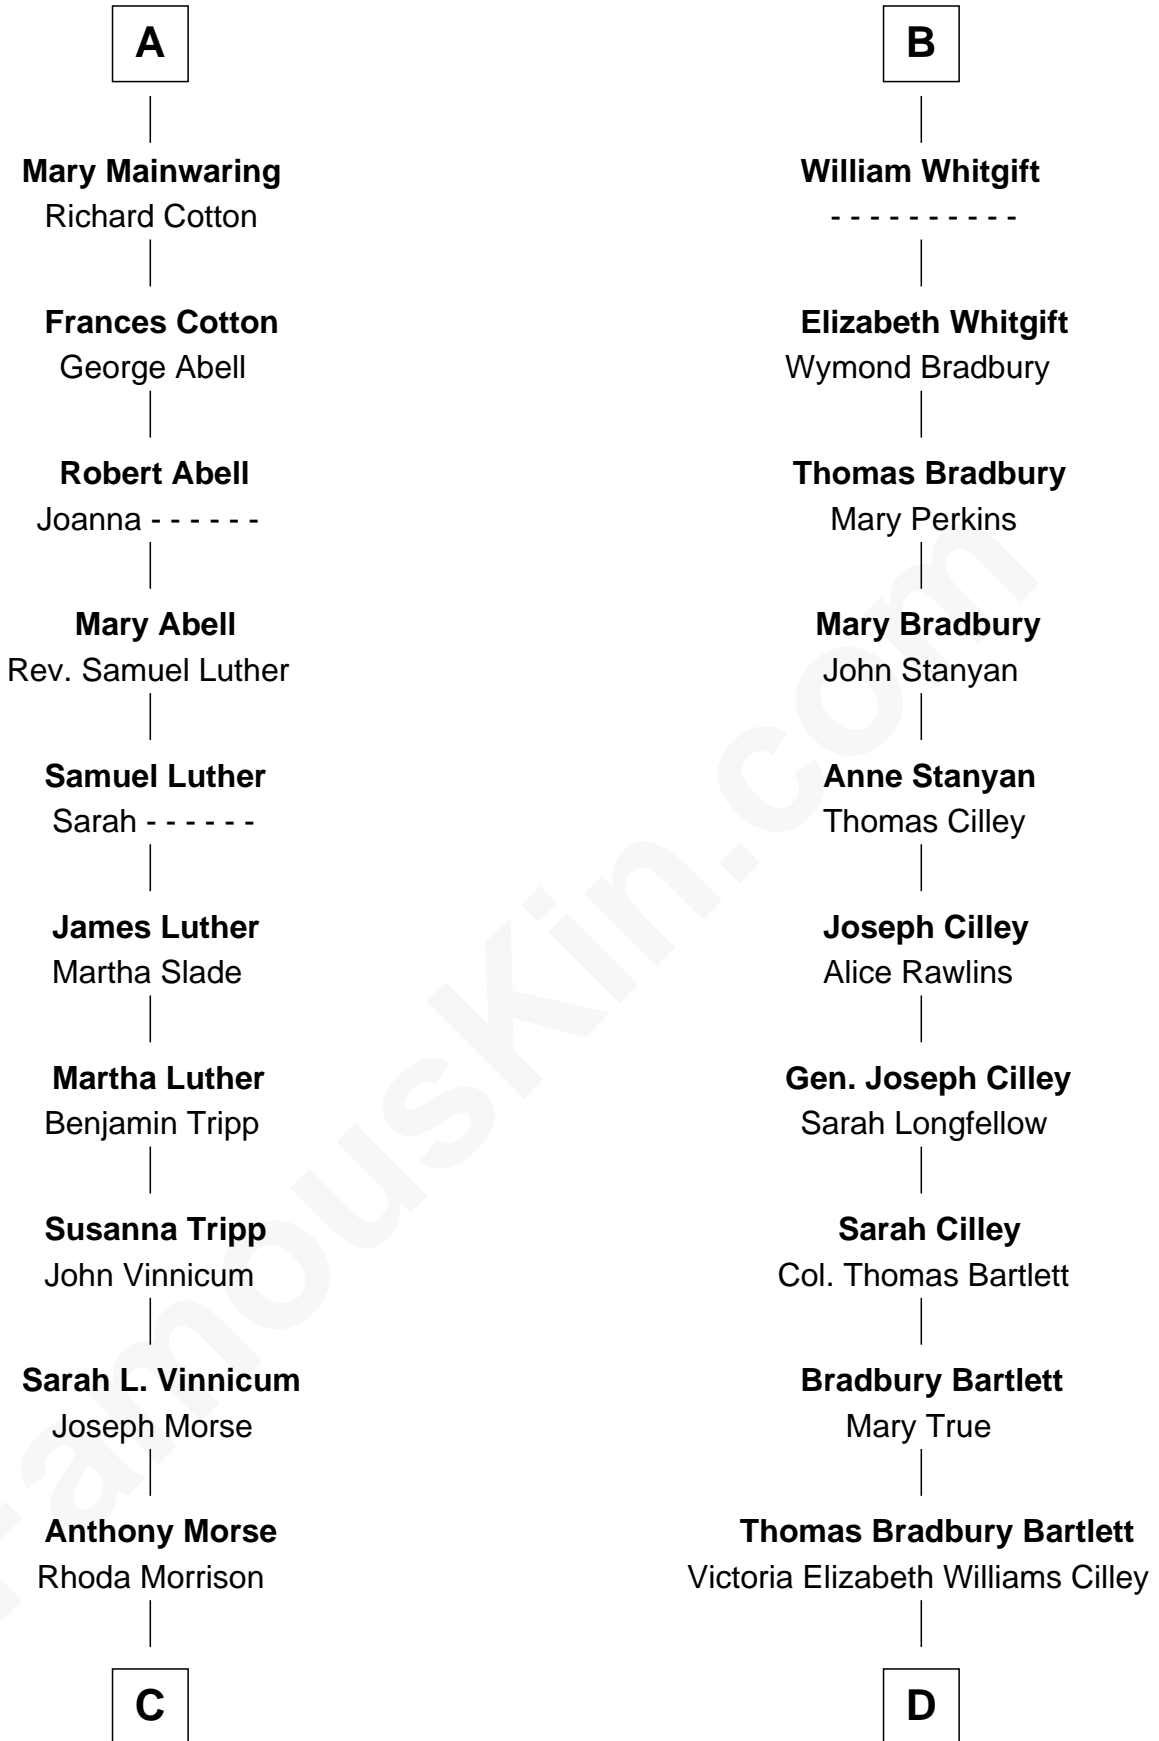 A
Mary Mainwaring
Richard Cotton
Frances Cotton
George Abell
Robert Abell
Joanna - - - - - -
Mary Abell
Rev. Samuel Luther
Samuel Luther
Sarah - - - - - -
James Luther
Martha Slade
Martha Luther
Benjamin Tripp
Susanna Tripp
John Vinnicum
Sarah L. Vinnicum
Joseph Morse
Anthony Morse
Rhoda Morrison
C
B
William Whitgift
- - - - - - - - - -
Elizabeth Whitgift
Wymond Bradbury
Thomas Bradbury
Mary Perkins
Mary Bradbury
John Stanyan
Anne Stanyan
Thomas Cilley
Joseph Cilley
Alice Rawlins
Gen. Joseph Cilley
Sarah Longfellow
Sarah Cilley
Col. Thomas Bartlett
Bradbury Bartlett
Mary True
Thomas Bradbury Bartlett
Victoria Elizabeth Williams Cilley
D
FamousKin.com